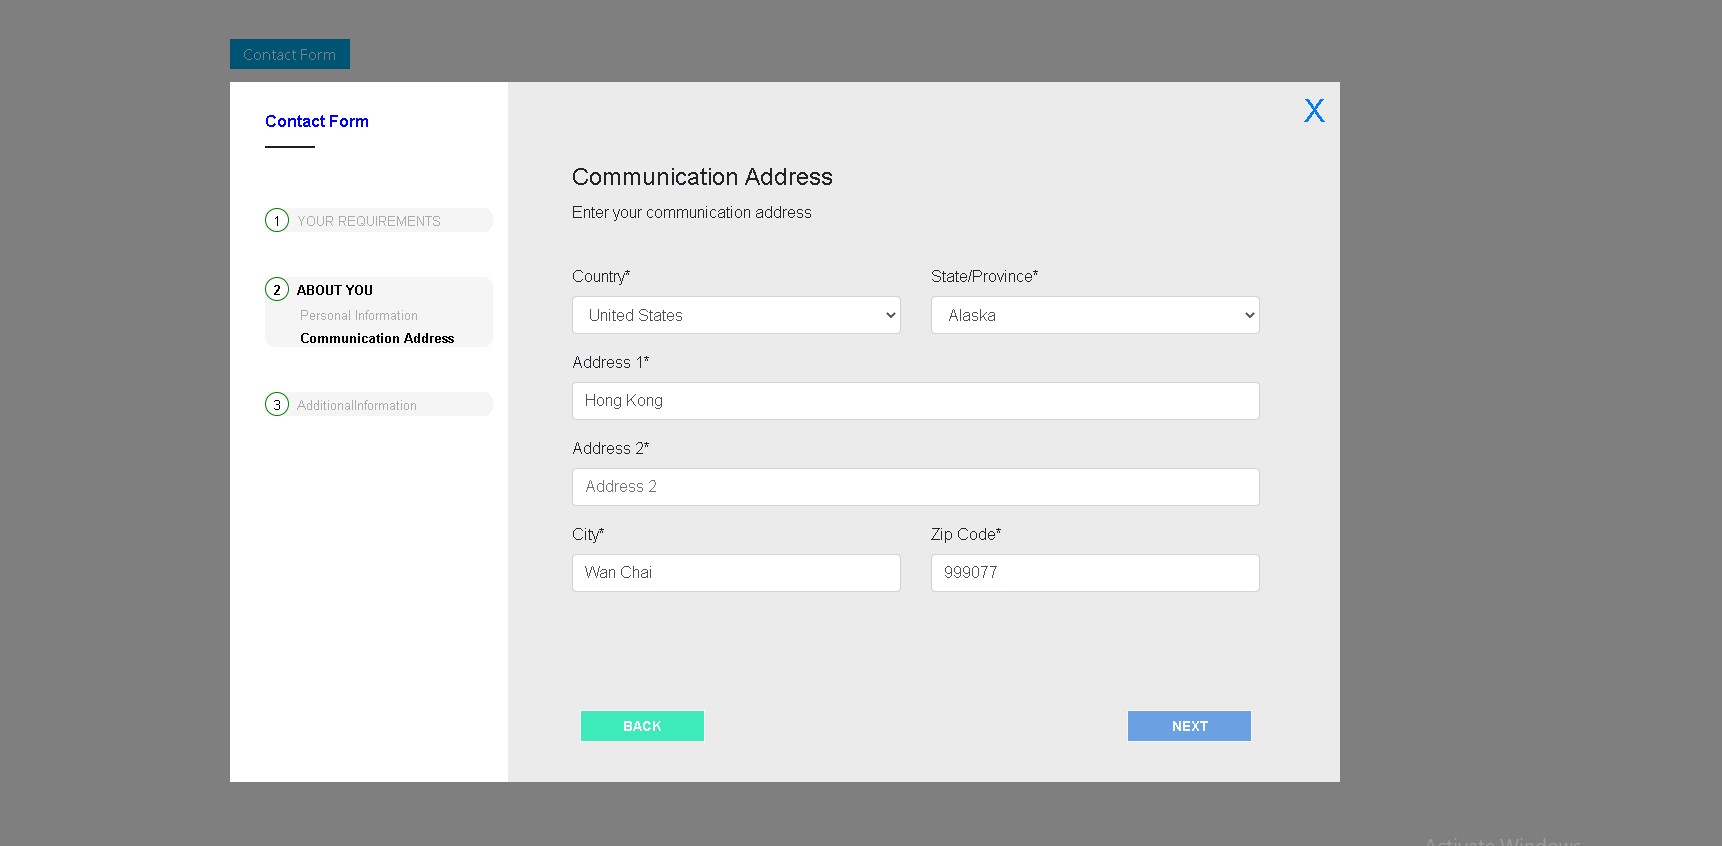 Contact Form
Contact Form
X
1 YOUR REQUIREMENTS
2 ABOUT YOU
Personal Information
Communication Address
3 AdditionalInformation
Communication Address
Enter your communication address
Country* State/Province*
United States Alaska
Address 1*
Hong Kong
Address 2*
Address 2
City* Zip Code*
Wan Chai 999077
BACK NEXT
Activate Windows